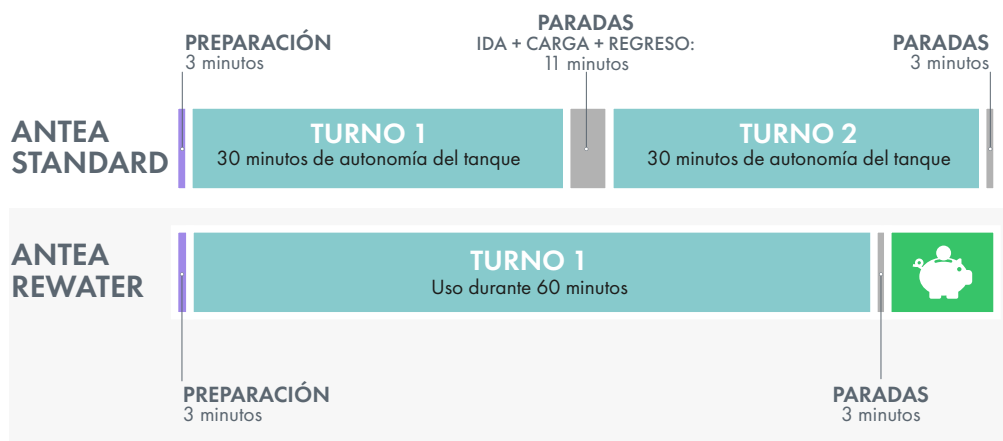 PREPARACIÓN
3 minutos
PARADAS
IDA + CARGA + REGRESO:
11 minutos
PARADAS
3 minutos
ANTEA
STANDARD
TURNO 1
30 minutos de autonomía del tanque
TURNO 2
30 minutos de autonomía del tanque
ANTEA
REWATER
TURNO 1
Uso durante 60 minutos
PREPARACIÓN
3 minutos
PARADAS
3 minutos